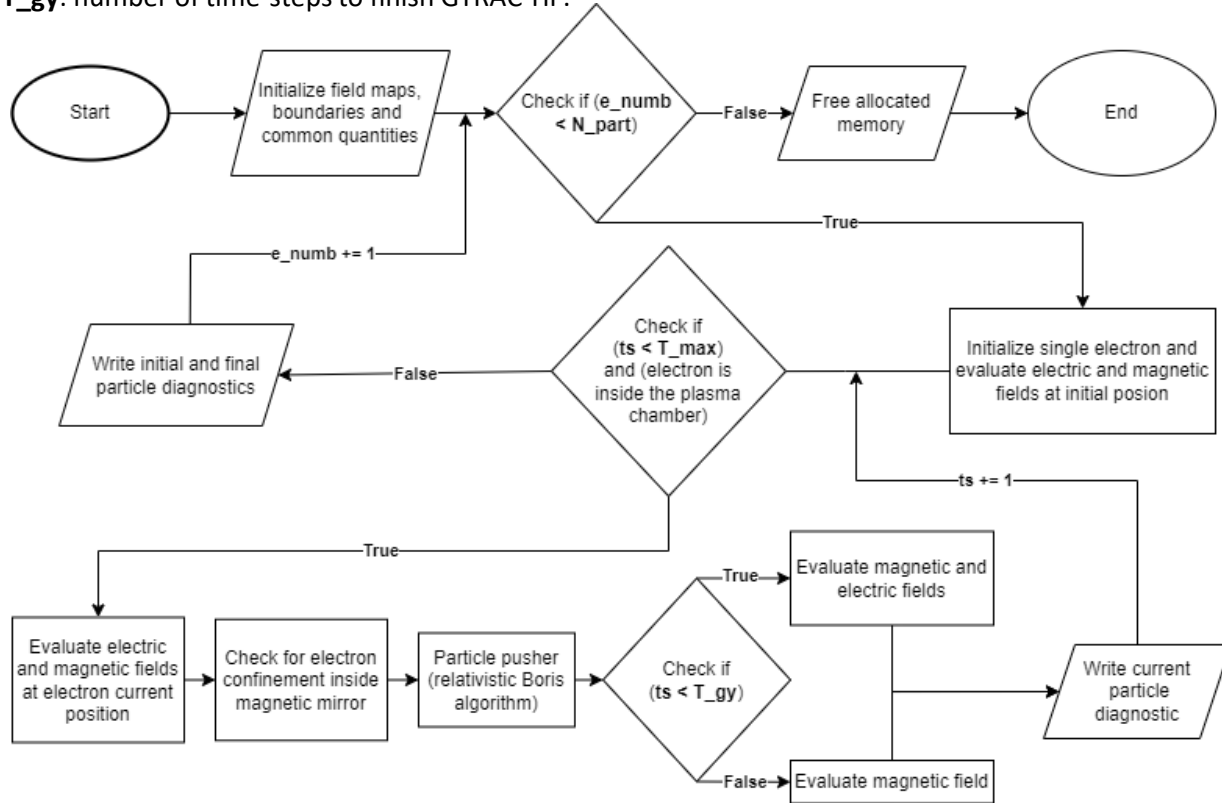 T_gy: number of time steps to finish GYRAC HF.
Start
Initialize field maps,
boundaries and
common quantities
Check if (e_numb
< N_part)
False
Free allocated
memory
End
True
e_numb += 1
Write initial and final
particle diagnostics
False
Check if
(ts < T_max)
and (electron is
inside the plasma
chamber)
Initialize single electron and
evaluate electric and magnetic
fields at initial posion
ts += 1
True
Evaluate electric
and magnetic fields
at electron current
position
Check for electron
confinement inside
magnetic mirror
Particle pusher
(relativistic Boris
algorithm)
Check if
(ts < T_gy)
True
Evaluate magnetic and
electric fields
False
Evaluate magnetic field
Write current
particle
diagnostic